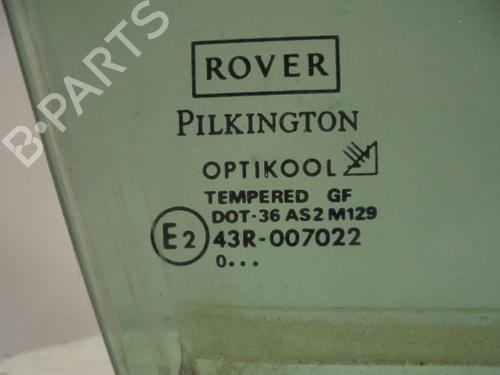 B-PARTS
ROVER
PILKINGTON
OPTIKOOL
TEMPERED GF
DOT-36 AS2 M129
E2 43R-007022
0...